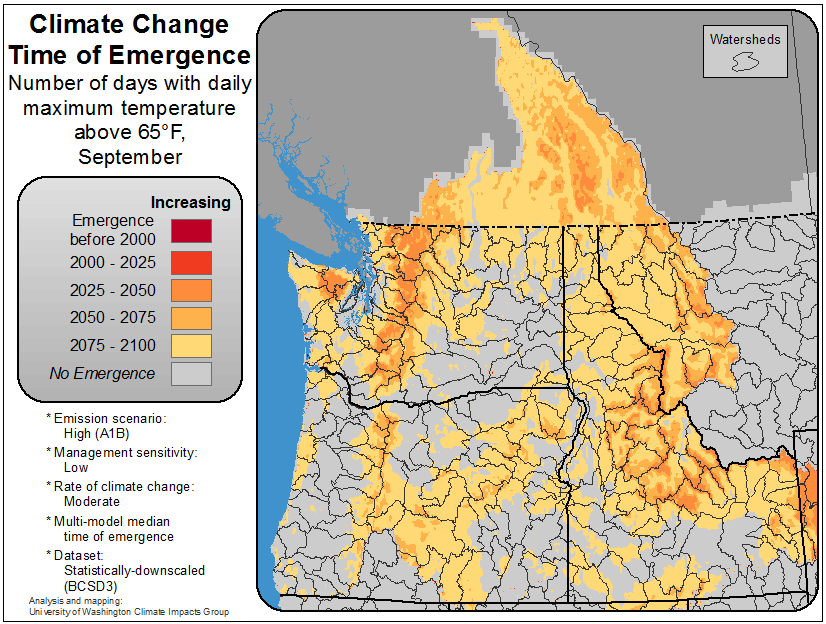 Climate Change
Time of Emergence
Number of days with daily
maximum temperature
above 65°F,
September
Increasing
Emergence
before 2000
2000 - 2025
2025 - 2050
2050 - 2075
2075 - 2100
No Emergence
* Emission scenario:
High (A1B)
* Management sensitivity:
Low
* Rate of climate change:
Moderate
* Multi-model median
time of emergence
* Dataset:
Statistically-downscaled
(BCSD3)
Analysis and mapping:
University of Washington Climate Impacts Group
Watersheds